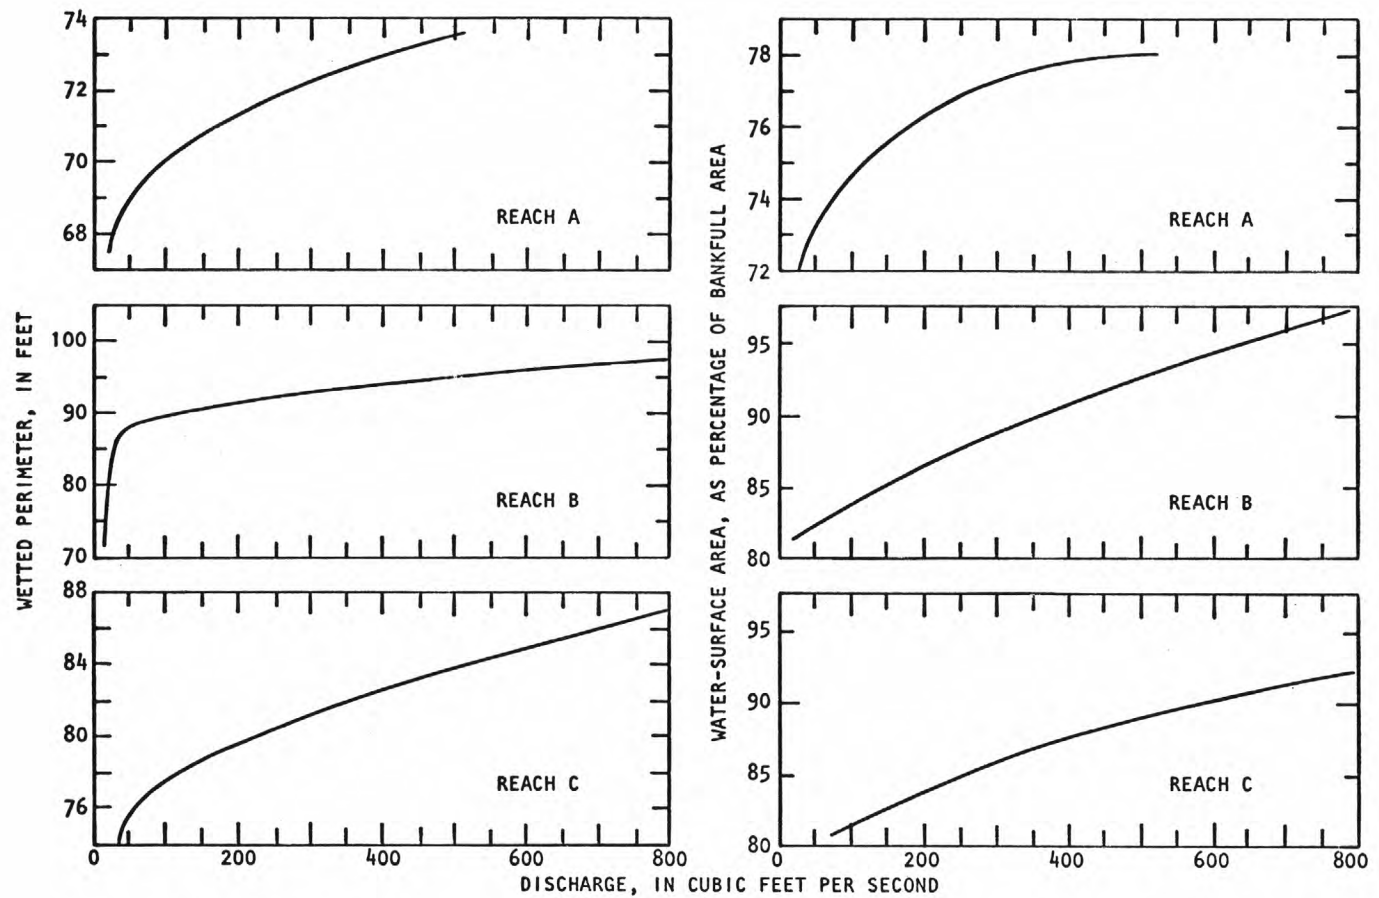 WETTED PERIMETER, IN FEET
74
72
70
68
REACH A
100
90
80
70
REACH B
88
84
80
76
REACH C
0 200 400 600 800
WATER-SURFACE AREA, AS PERCENTAGE OF BANKFULL AREA
78
76
74
72
REACH A
95
90
85
80
REACH B
95
90
85
80
REACH C
0 200 400 600 800
DISCHARGE, IN CUBIC FEET PER SECOND